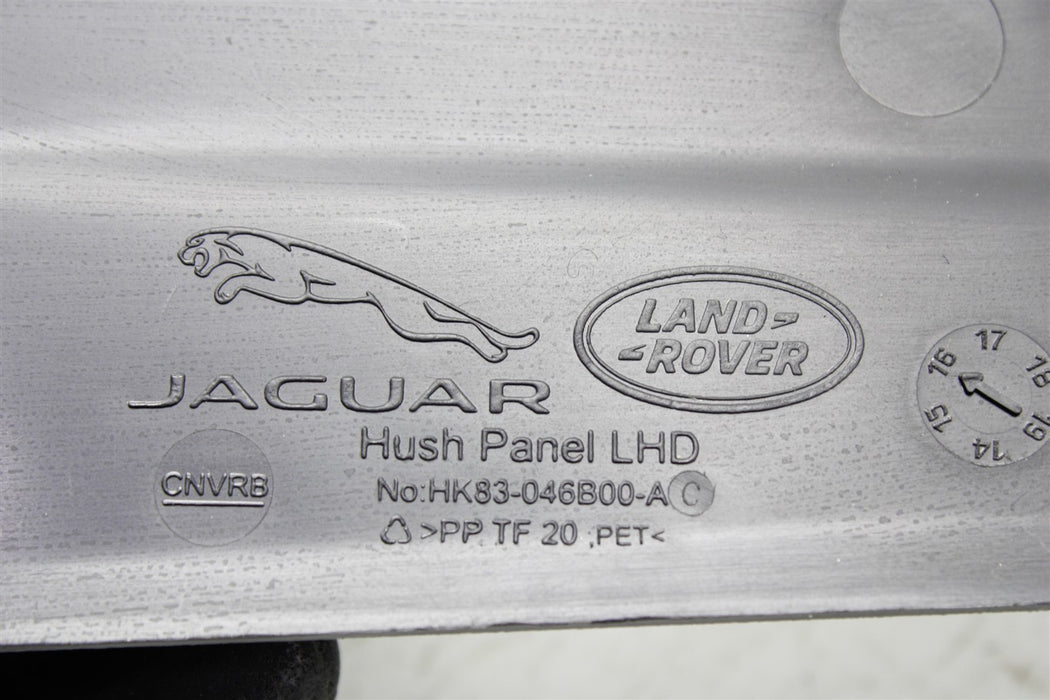 LAND
ROVER
JAGUAR
Hush Panel LHD
CNVRB
No:HK83-046B00-AC
>PP TF 20 ;PET<
14 15 16 17 18 19